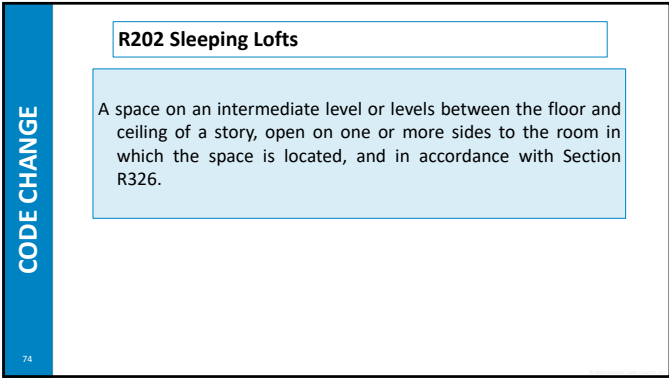 R202 Sleeping Lofts
CODE CHANGE
A space on an intermediate level or levels between the floor and
ceiling of a story, open on one or more sides to the room in
which the space is located, and in accordance with Section
R326.
74